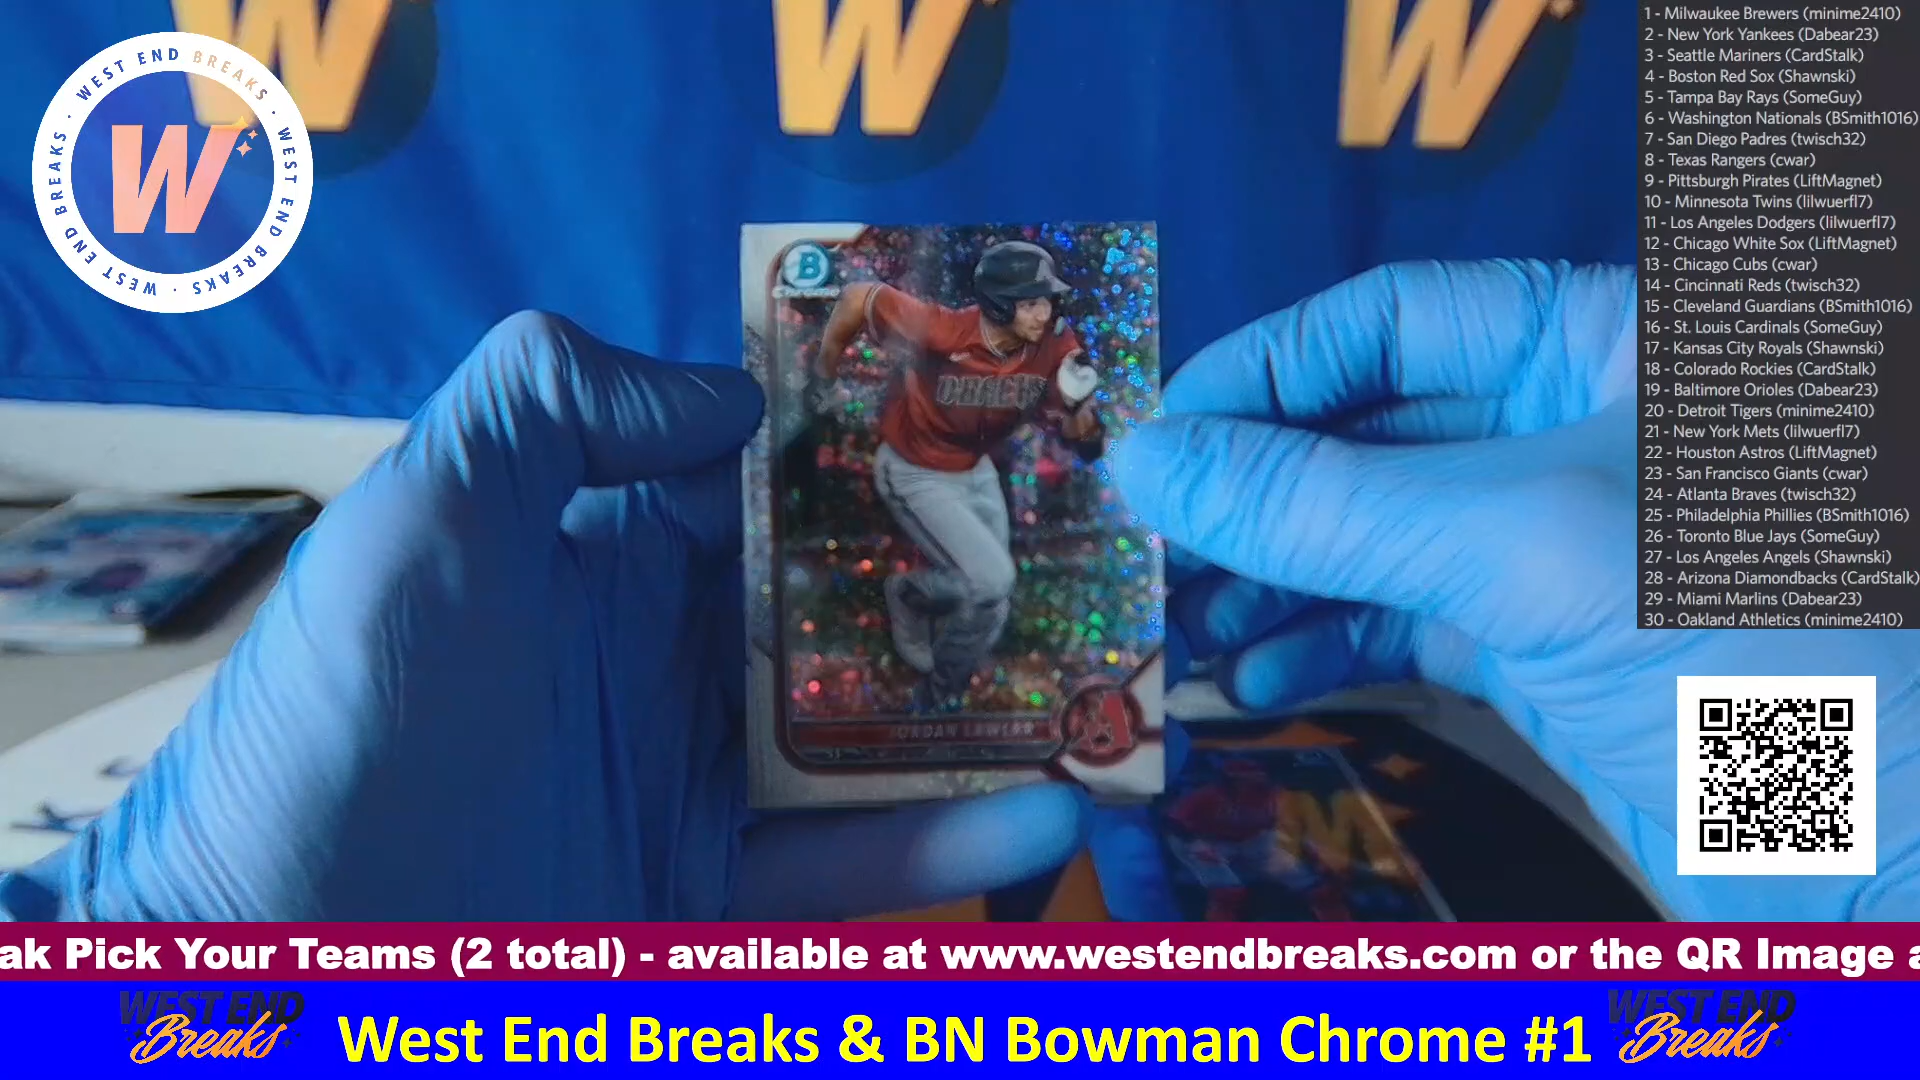 WEST END BREAKS · WEST END BREAKS · WEST END BREAKS ·
W
1 - Milwaukee Brewers (minime2410)
2 - New York Yankees (Dabear23)
3 - Seattle Mariners (CardStalk)
4 - Boston Red Sox (Shawnski)
5 - Tampa Bay Rays (SomeGuy)
6 - Washington Nationals (BSmith1016)
7 - San Diego Padres (twisch32)
8 - Texas Rangers (cwar)
9 - Pittsburgh Pirates (LiftMagnet)
10 - Minnesota Twins (lilwuerfl7)
11 - Los Angeles Dodgers (lilwuerfl7)
12 - Chicago White Sox (LiftMagnet)
13 - Chicago Cubs (cwar)
14 - Cincinnati Reds (twisch32)
15 - Cleveland Guardians (BSmith1016)
16 - St. Louis Cardinals (SomeGuy)
17 - Kansas City Royals (Shawnski)
18 - Colorado Rockies (CardStalk)
19 - Baltimore Orioles (Dabear23)
20 - Detroit Tigers (minime2410)
21 - New York Mets (lilwuerfl7)
22 - Houston Astros (LiftMagnet)
23 - San Francisco Giants (cwar)
24 - Atlanta Braves (twisch32)
25 - Philadelphia Phillies (BSmith1016)
26 - Toronto Blue Jays (SomeGuy)
27 - Los Angeles Angels (Shawnski)
28 - Arizona Diamondbacks (CardStalk)
29 - Miami Marlins (Dabear23)
30 - Oakland Athletics (minime2410)
W
W
W
B
Chrome
JORDAN LAWLAR
A
ak Pick Your Teams (2 total) - available at www.westendbreaks.com or the QR Image a
WEST END
Breaks
West End Breaks & BN Bowman Chrome #1
WEST END
Breaks